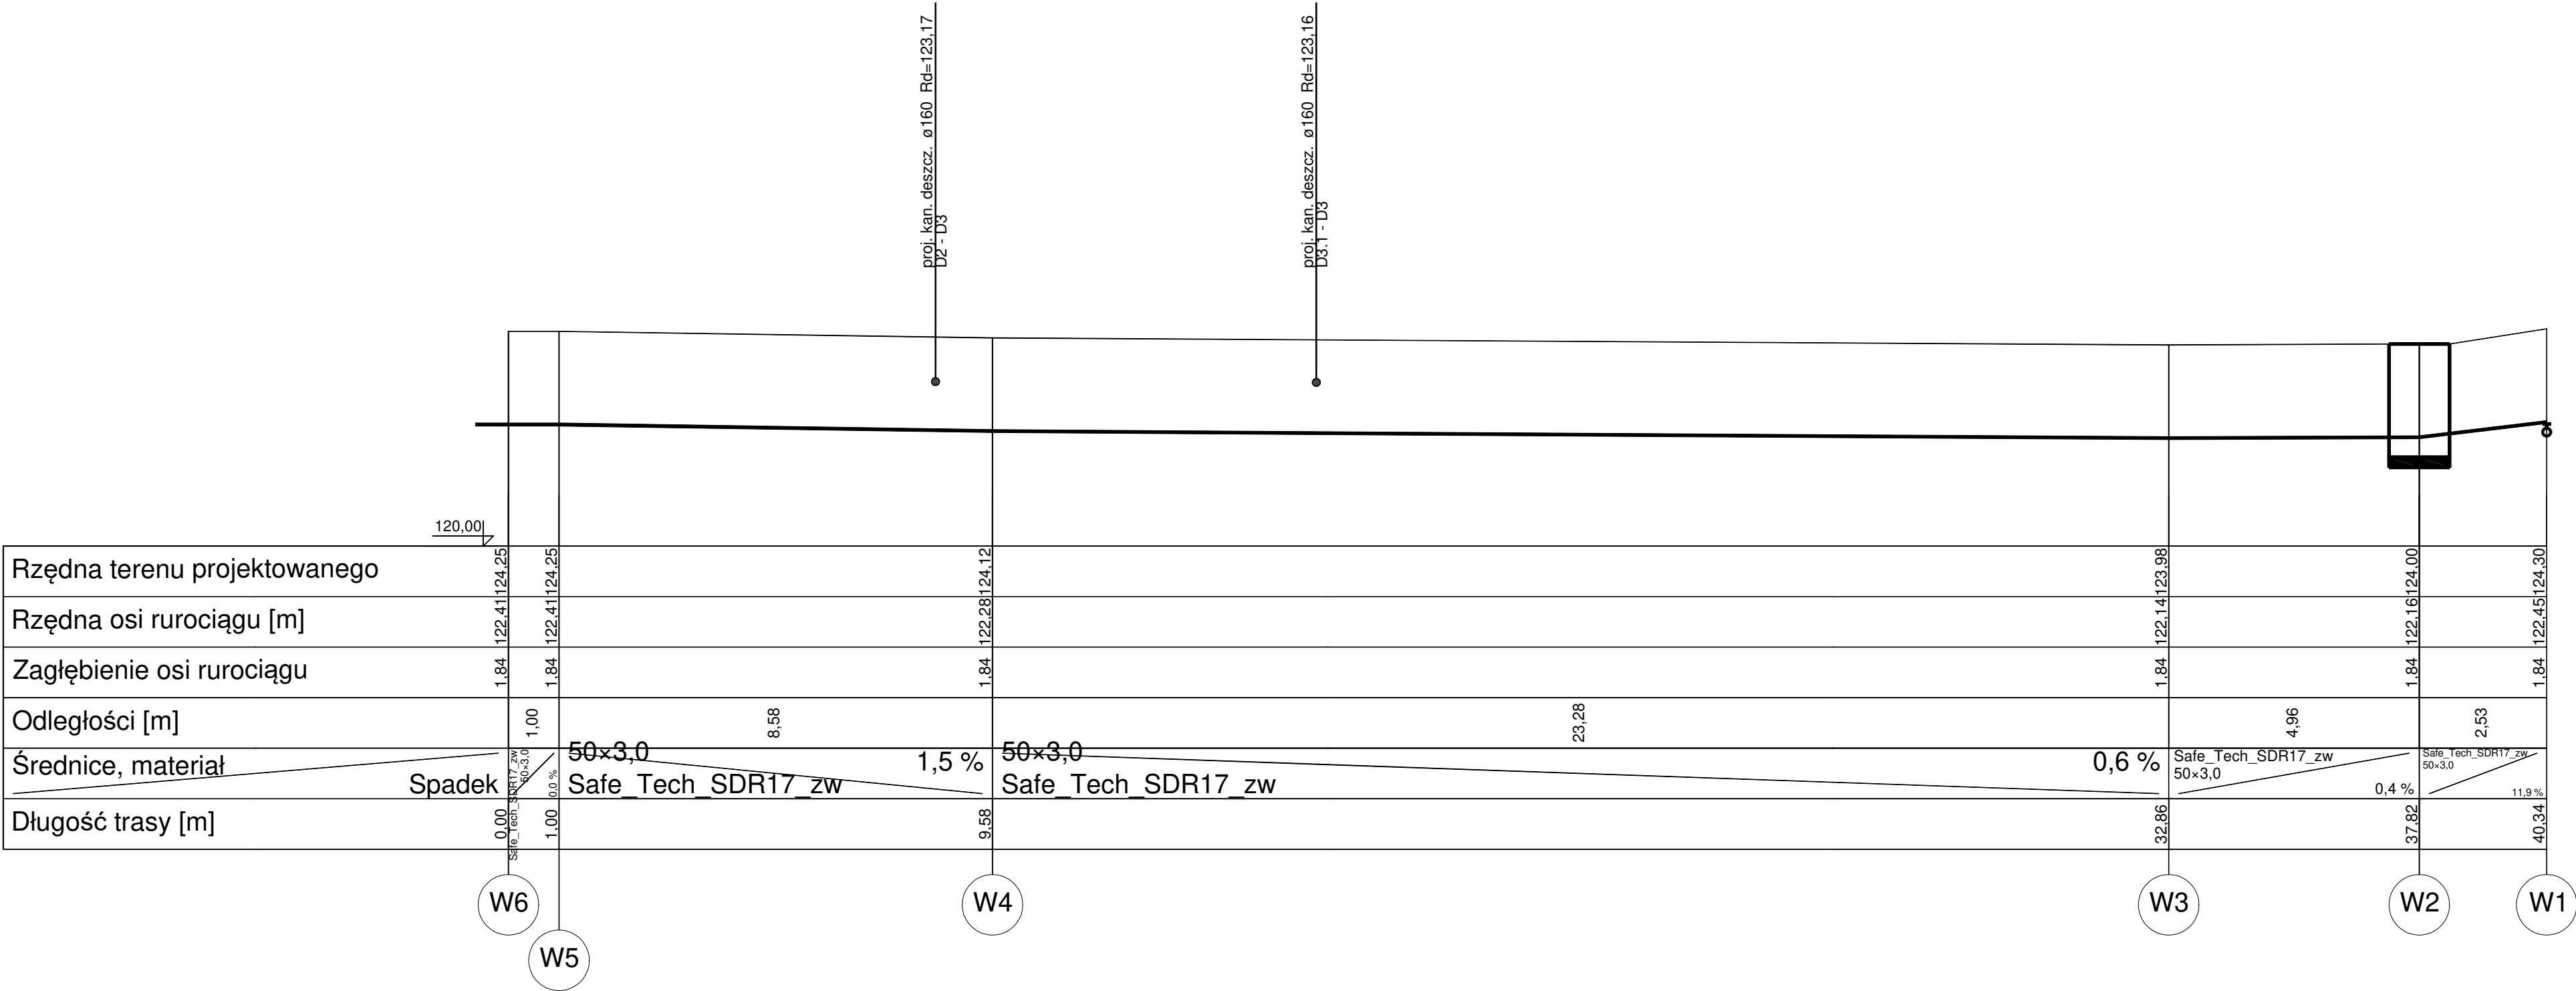 proj. kan. deszcz. ø160 Rd=123,17
D2 - D3
proj. kan. deszcz. ø160 Rd=123,16
D3.1 - D3
120,00
Rzędna terenu projektowanego 124,25 124,25 124,12 123,98 124,00 124,30
Rzędna osi rurociągu [m] 122,41 122,41 122,28 122,14 122,16 122,45
Zagłębienie osi rurociągu 1,84 1,84 1,84 1,84 1,84 1,84
Odległości [m] 1,00 8,58 23,28 4,96 2,53
Średnice, materiał
Spadek
Safe_Tech_SDR17_zw
50×3,0
0,0 %
50×3,0
Safe_Tech_SDR17_zw
1,5 %
50×3,0
Safe_Tech_SDR17_zw
0,6 %
Safe_Tech_SDR17_zw
50×3,0
0,4 %
Safe_Tech_SDR17_zw
50×3,0
11,9 %
Długość trasy [m] 0,00 1,00 9,58 32,86 37,82 40,34
W6
W5
W4
W3
W2
W1